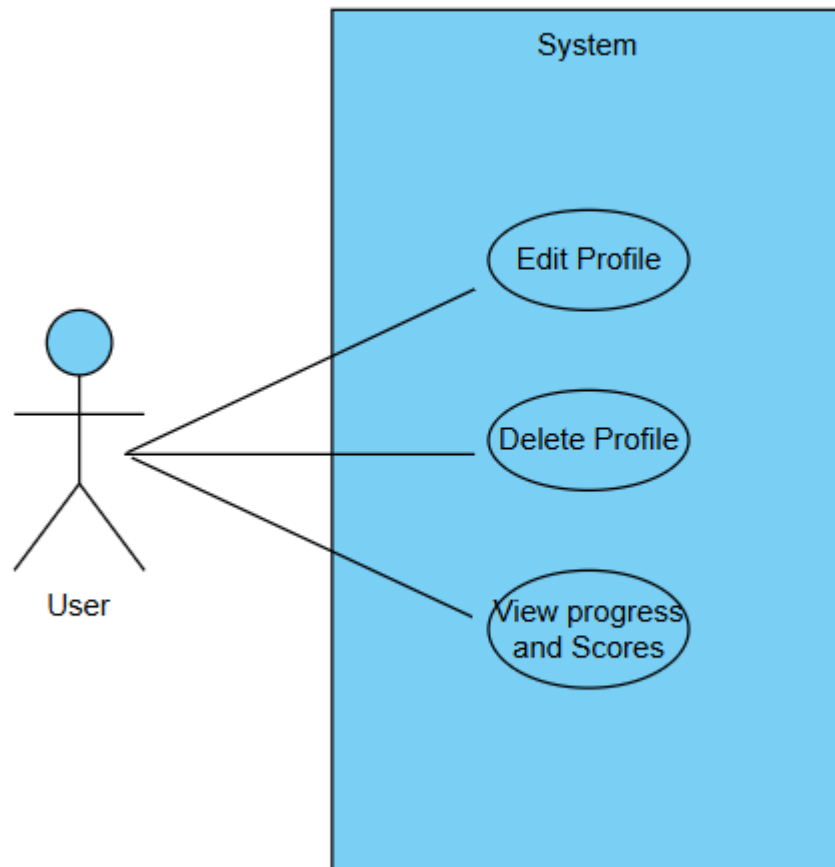 System
Edit Profile
Delete Profile
View progress
and Scores
User